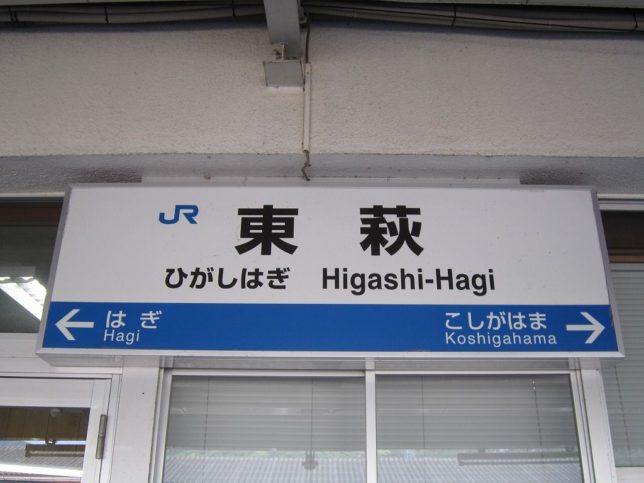 JR 東萩
ひがしはぎ Higashi-Hagi
← はぎ こしがはま →
Hagi Koshigahama